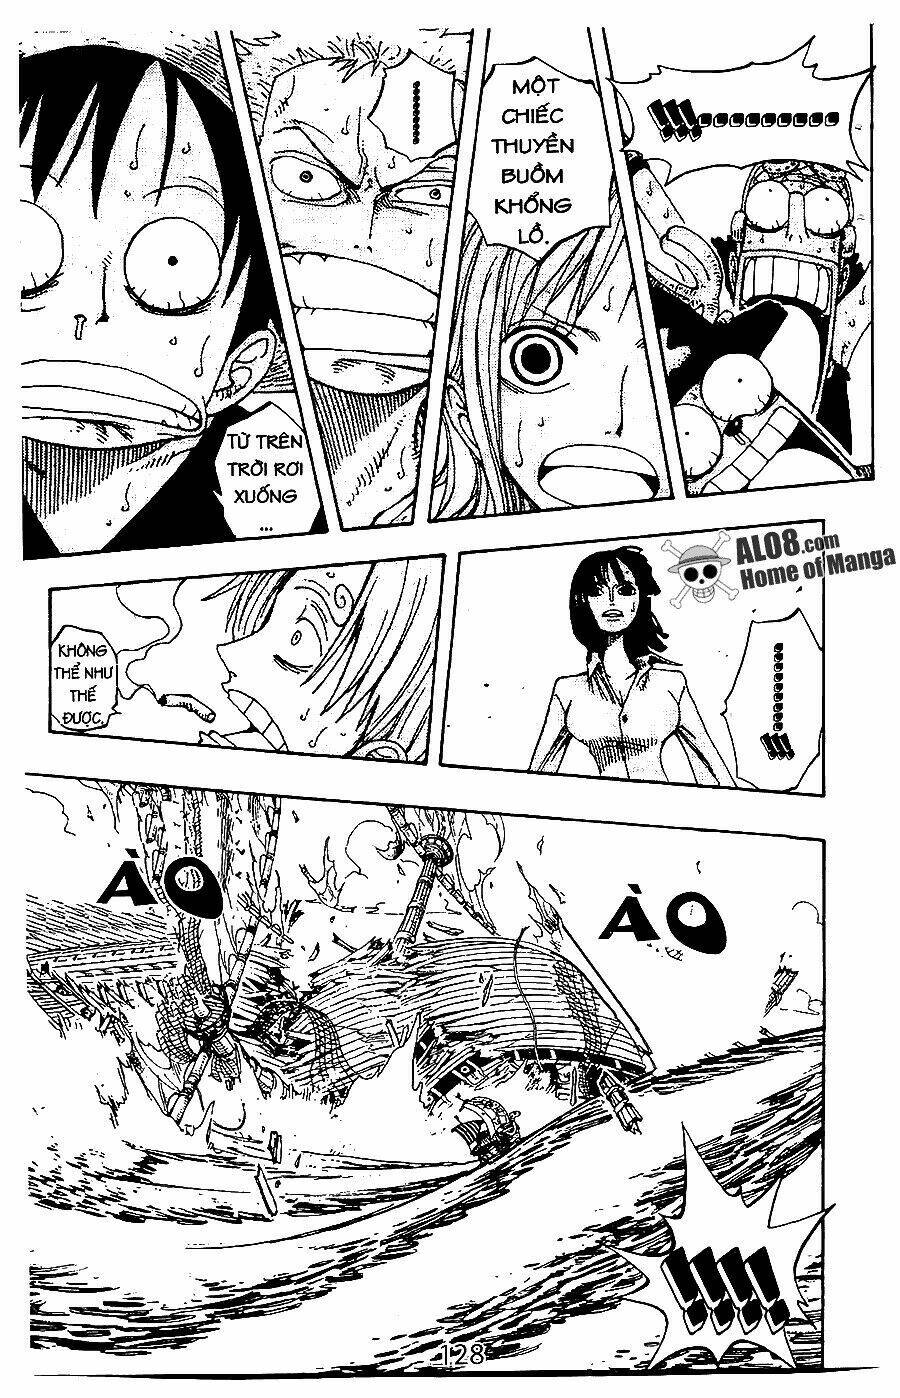 !!!..........
MỘT
CHIẾC
THUYỀN
BUỒM
KHỔNG
LỒ.
..........
TỪ TRÊN
TRỜI RƠI
XUỐNG
...
AL08.com
Home of Manga
..........!!!
KHÔNG
THỂ NHƯ
THẾ
ĐƯỢC.
ÀO
ÀO
!!!!
128